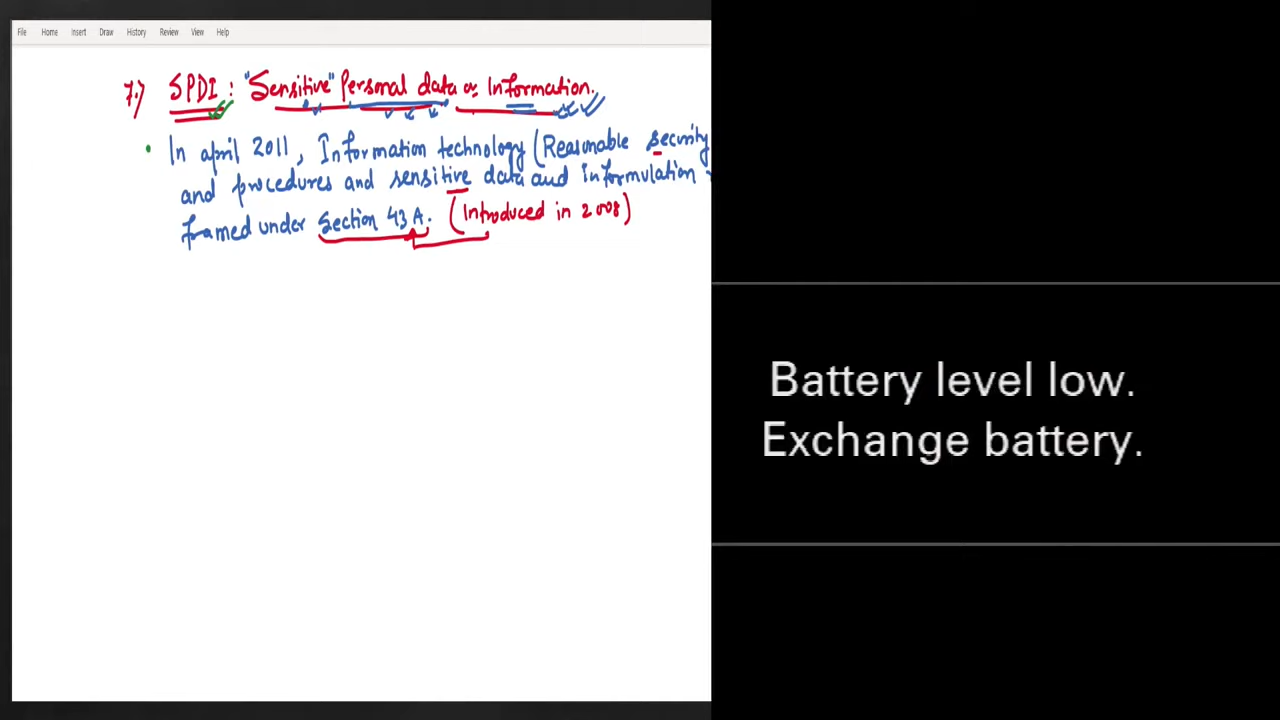 File Home Insert Draw History Review View Help
7.) SPDI : "Sensitive" Personal data or Information.
• In april 2011, Information technology (Reasonable security
and procedures and sensitive data and informulation
framed under Section 43A. (Introduced in 2008)
Battery level low.
Exchange battery.